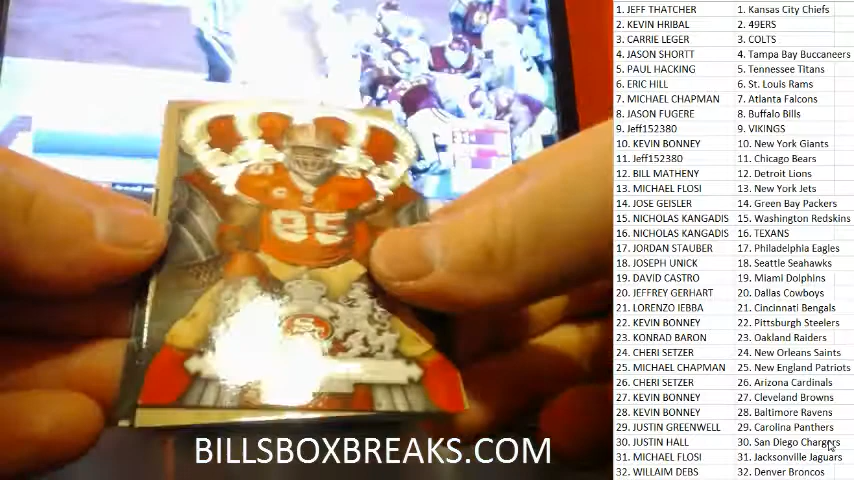 1. JEFF THATCHER 1. Kansas City Chiefs
2. KEVIN HRIBAL 2. 49ERS
3. CARRIE LEGER 3. COLTS
4. JASON SHORTT 4. Tampa Bay Buccaneers
5. PAUL HACKING 5. Tennessee Titans
6. ERIC HILL 6. St. Louis Rams
7. MICHAEL CHAPMAN 7. Atlanta Falcons
8. JASON FUGERE 8. Buffalo Bills
9. Jeff152380 9. VIKINGS
10. KEVIN BONNEY 10. New York Giants
11. Jeff152380 11. Chicago Bears
12. BILL MATHENY 12. Detroit Lions
13. MICHAEL FLOSI 13. New York Jets
14. JOSE GEISLER 14. Green Bay Packers
15. NICHOLAS KANGADIS 15. Washington Redskins
16. NICHOLAS KANGADIS 16. TEXANS
17. JORDAN STAUBER 17. Philadelphia Eagles
18. JOSEPH UNICK 18. Seattle Seahawks
19. DAVID CASTRO 19. Miami Dolphins
20. JEFFREY GERHART 20. Dallas Cowboys
21. LORENZO IEBBA 21. Cincinnati Bengals
22. KEVIN BONNEY 22. Pittsburgh Steelers
23. KONRAD BARON 23. Oakland Raiders
24. CHERI SETZER 24. New Orleans Saints
25. MICHAEL CHAPMAN 25. New England Patriots
26. CHERI SETZER 26. Arizona Cardinals
27. KEVIN BONNEY 27. Cleveland Browns
28. KEVIN BONNEY 28. Baltimore Ravens
29. JUSTIN GREENWELL 29. Carolina Panthers
30. JUSTIN HALL 30. San Diego Chargers
31. MICHAEL FLOSI 31. Jacksonville Jaguars
32. WILLAIM DEBS 32. Denver Broncos
85
SF
BILLSBOXBREAKS.COM